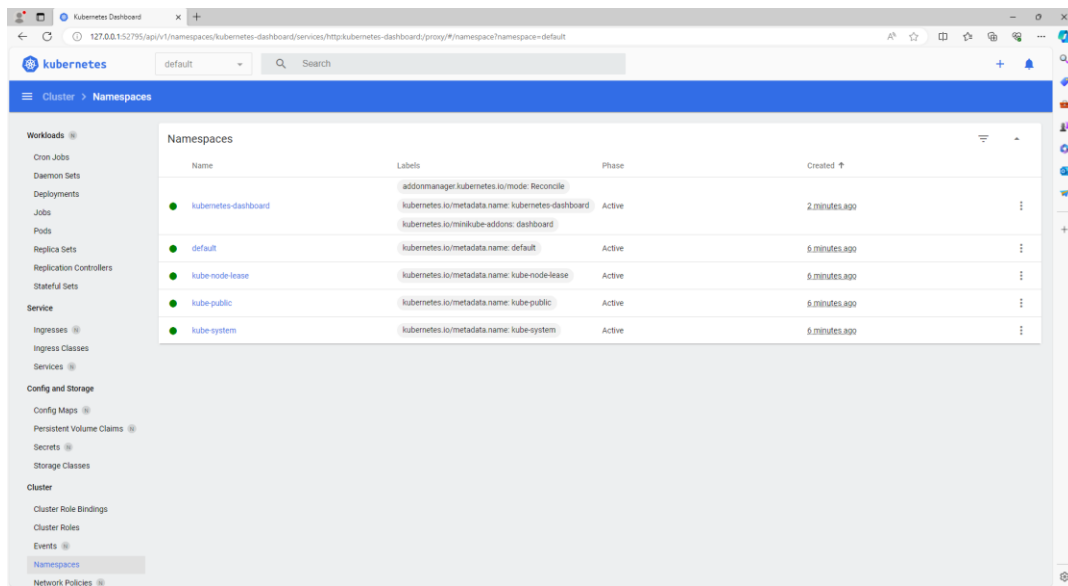 Kubernetes Dashboard
127.0.0.1:52795/api/v1/namespaces/kubernetes-dashboard/services/http:kubernetes-dashboard:/proxy/#/namespace?namespace=default
kubernetes
default
Search
Cluster > Namespaces
Workloads N
Cron Jobs
Daemon Sets
Deployments
Jobs
Pods
Replica Sets
Replication Controllers
Stateful Sets
Service
Ingresses N
Ingress Classes
Services N
Config and Storage
Config Maps N
Persistent Volume Claims N
Secrets N
Storage Classes
Cluster
Cluster Role Bindings
Cluster Roles
Events N
Namespaces
Network Policies N
Namespaces
Name Labels Phase Created ↑
addonmanager.kubernetes.io/mode: Reconcile
kubernetes-dashboard kubernetes.io/metadata.name: kubernetes-dashboard Active 2 minutes ago
kubernetes.io/minikube-addons: dashboard
default kubernetes.io/metadata.name: default Active 6 minutes ago
kube-node-lease kubernetes.io/metadata.name: kube-node-lease Active 6 minutes ago
kube-public kubernetes.io/metadata.name: kube-public Active 6 minutes ago
kube-system kubernetes.io/metadata.name: kube-system Active 6 minutes ago